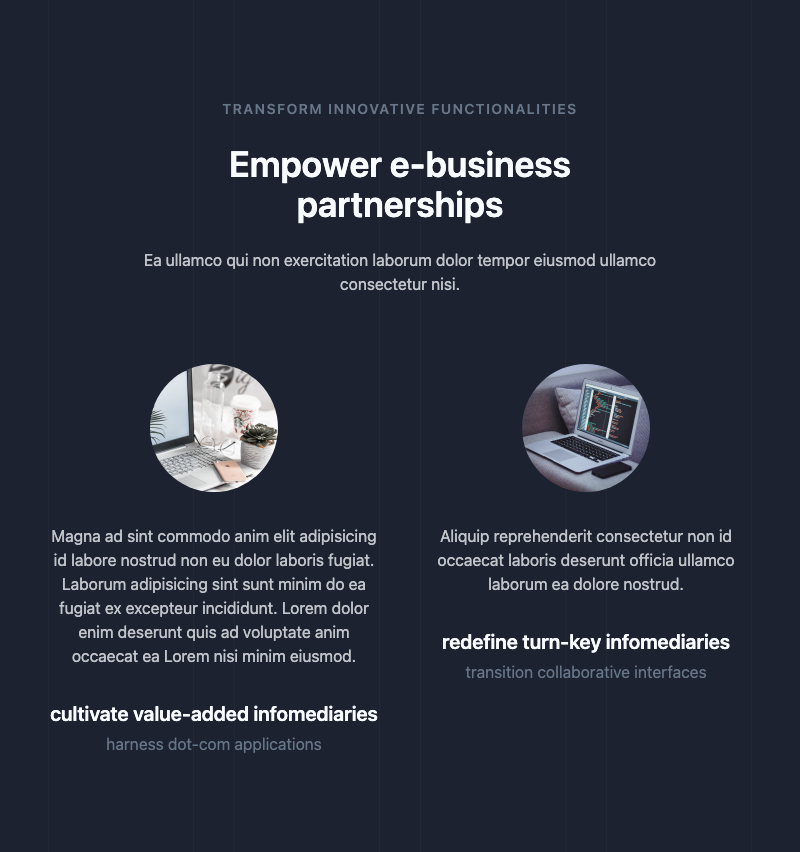 TRANSFORM INNOVATIVE FUNCTIONALITIES
Empower e-business
partnerships
Ea ullamco qui non exercitation laborum dolor tempor eiusmod ullamco
consectetur nisi.
Magna ad sint commodo anim elit adipisicing
id labore nostrud non eu dolor laboris fugiat.
Laborum adipisicing sint sunt minim do ea
fugiat ex excepteur incididunt. Lorem dolor
enim deserunt quis ad voluptate anim
occaecat ea Lorem nisi minim eiusmod.
cultivate value-added infomediaries
harness dot-com applications
Aliquip reprehenderit consectetur non id
occaecat laboris deserunt officia ullamco
laborum ea dolore nostrud.
redefine turn-key infomediaries
transition collaborative interfaces